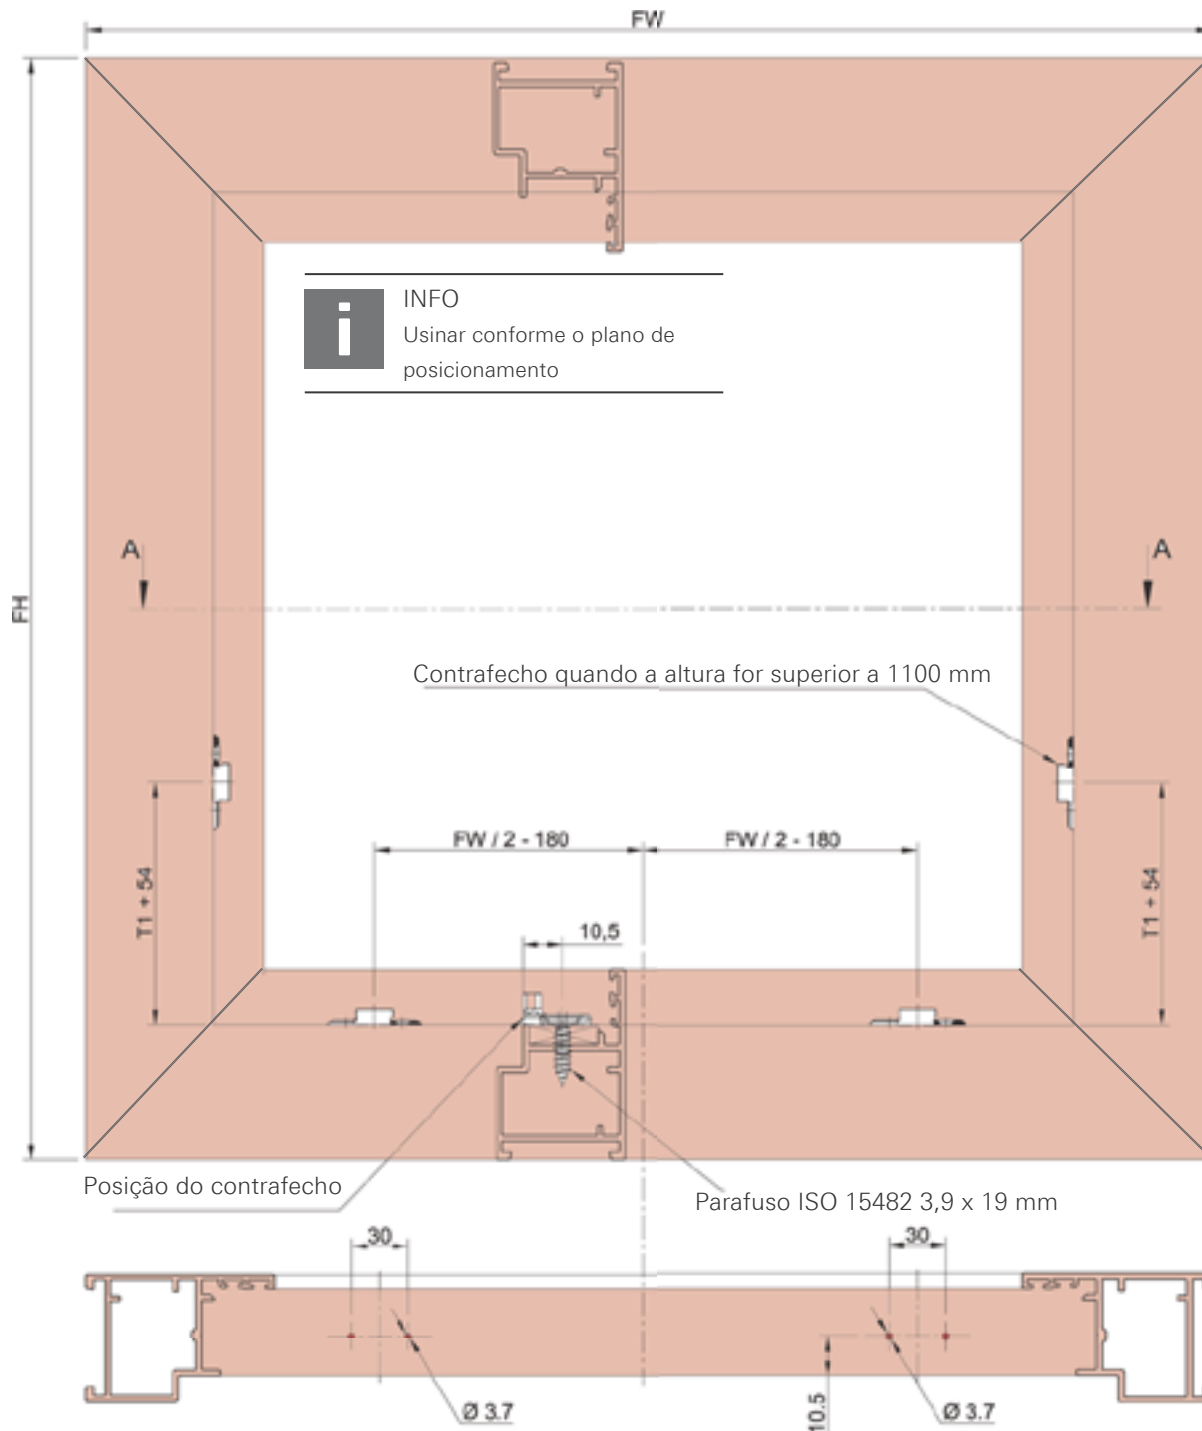 FW
INFO
Usinar conforme o plano de
posicionamento
A
A
FH
Contrafecho quando a altura for superior a 1100 mm
FW / 2 - 180
FW / 2 - 180
T1 + 54
T1 + 54
10,5
Posição do contrafecho
Parafuso ISO 15482 3,9 x 19 mm
30
30
Ø 3.7
10.5
Ø 3.7